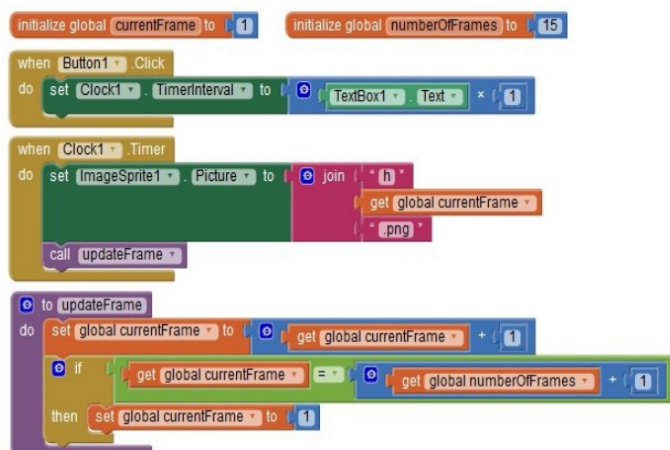 initialize global currentFrame to 1 initialize global numberOfFrames to 15
when Button1 .Click
do set Clock1 . TimerInterval to TextBox1 . Text × 1
when Clock1 .Timer
do set ImageSprite1 . Picture to join " h "
get global currentFrame
" .png "
call updateFrame
to updateFrame
do set global currentFrame to get global currentFrame + 1
if get global currentFrame = get global numberOfFrames + 1
then set global currentFrame to 1